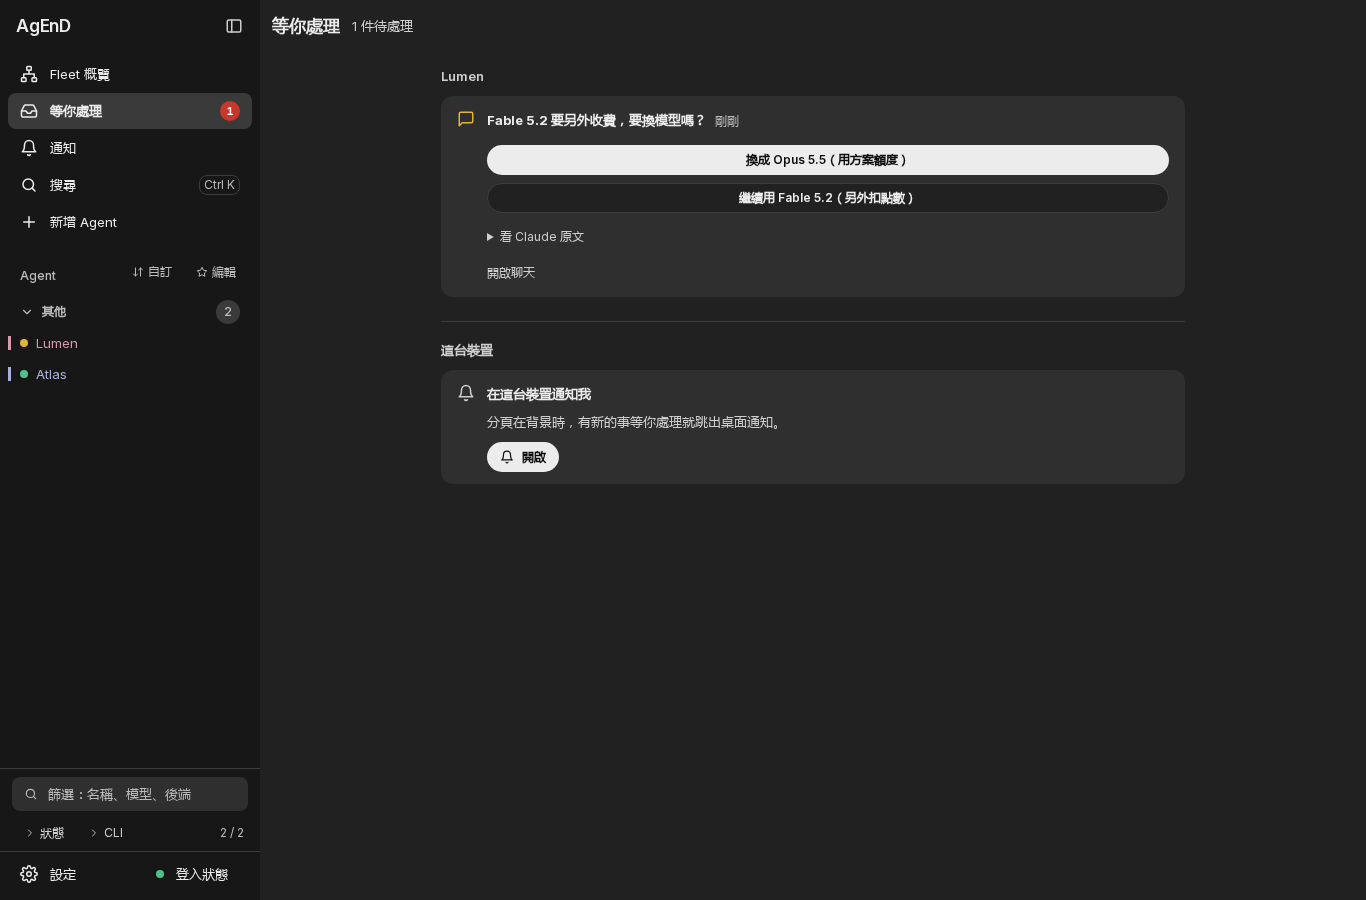 AgEnD
Fleet 概覽
等你處理 1
通知
搜尋 Ctrl K
新增 Agent
Agent 自訂 編輯
其他 2
Lumen
Atlas
篩選：名稱、模型、後端
狀態 CLI 2 / 2
設定 登入狀態
等你處理 1 件待處理
Lumen
Fable 5.2 要另外收費，要換模型嗎？ 剛剛
換成 Opus 5.5（用方案額度）
繼續用 Fable 5.2（另外扣點數）
看 Claude 原文
開啟聊天
這台裝置
在這台裝置通知我
分頁在背景時，有新的事等你處理就跳出桌面通知。
開啟